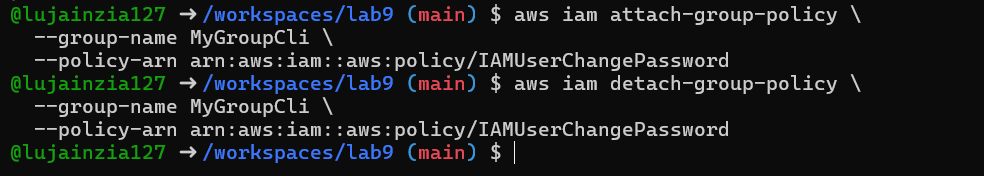 @lujainzia127 → /workspaces/lab9 (main) $ aws iam attach-group-policy \
  --group-name MyGroupCli \
  --policy-arn arn:aws:iam::aws:policy/IAMUserChangePassword
@lujainzia127 → /workspaces/lab9 (main) $ aws iam detach-group-policy \
  --group-name MyGroupCli \
  --policy-arn arn:aws:iam::aws:policy/IAMUserChangePassword
@lujainzia127 → /workspaces/lab9 (main) $